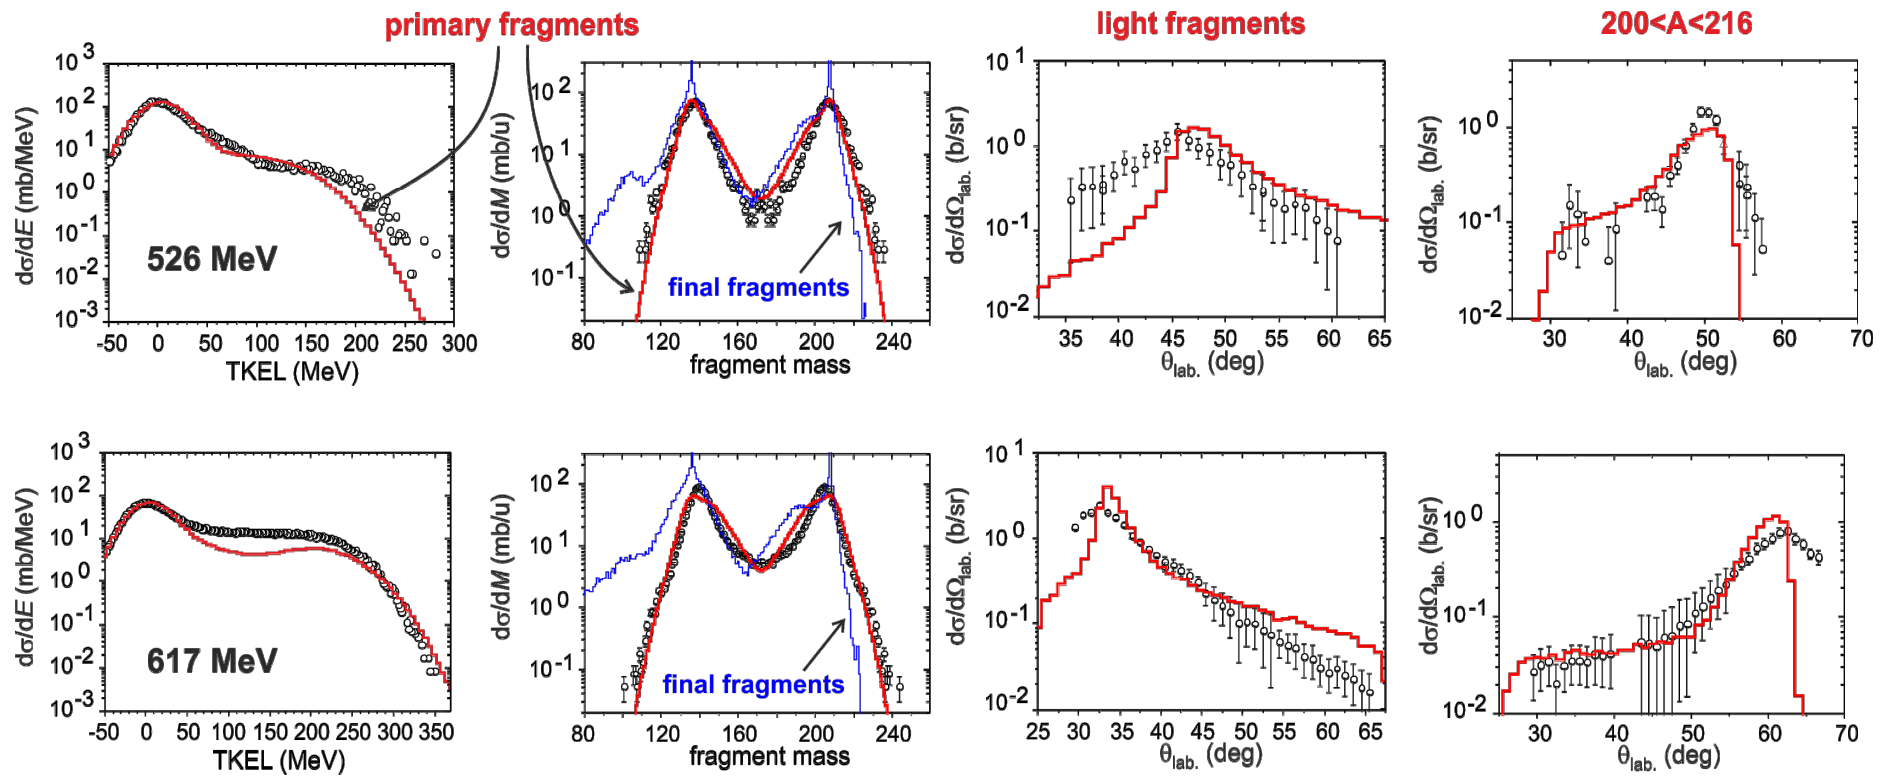 primary fragments
light fragments
200<A<216
dσ/dE (mb/MeV)
10^3
10^2
10^1
10^0
10^-1
10^-2
10^-3
526 MeV
-50 0 50 100 150 200 250 300
TKEL (MeV)
dσ/dM (mb/u)
10^2
10^1
10^0
10^-1
final fragments
80 120 160 200 240
fragment mass
dσ/dΩlab. (b/sr)
10^1
10^0
10^-1
10^-2
35 40 45 50 55 60 65
θlab. (deg)
dσ/dΩlab. (b/sr)
10^0
10^-1
10^-2
30 40 50 60 70
θlab. (deg)
dσ/dE (mb/MeV)
10^3
10^2
10^1
10^0
10^-1
10^-2
10^-3
617 MeV
-50 0 50 100 150 200 250 300 350
TKEL (MeV)
dσ/dM (mb/u)
10^2
10^1
10^0
10^-1
final fragments
80 120 160 200 240
fragment mass
dσ/dΩlab. (b/sr)
10^1
10^0
10^-1
10^-2
25 30 35 40 45 50 55 60 65
θlab. (deg)
dσ/dΩlab. (b/sr)
10^0
10^-1
10^-2
30 40 50 60 70
θlab. (deg)